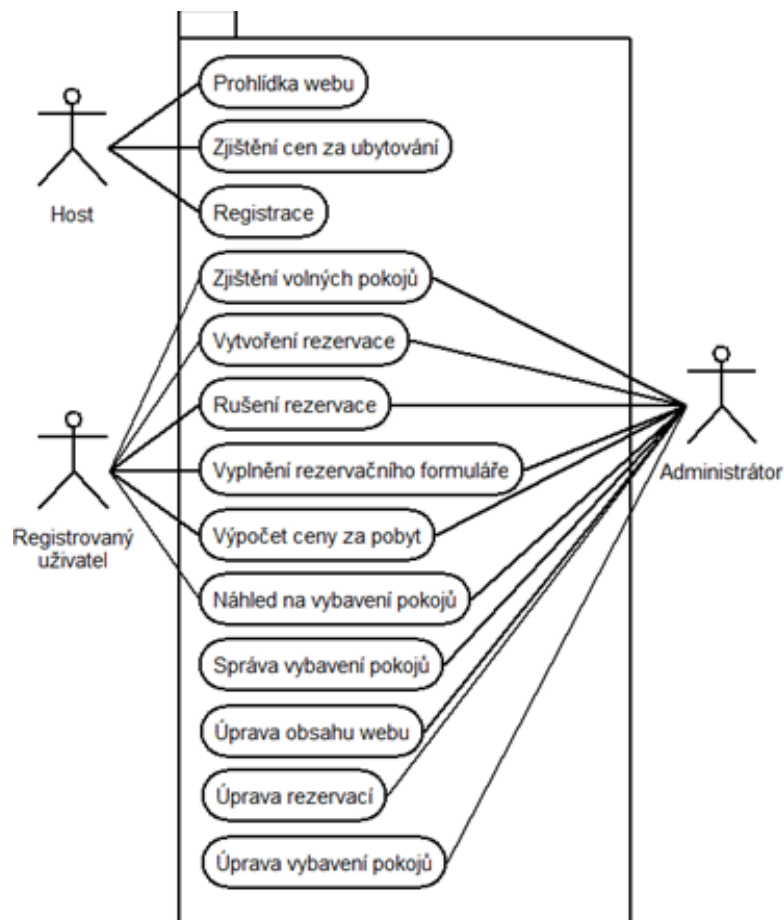 Prohlídka webu
Zjištění cen za ubytování
Host
Registrace
Zjištění volných pokojů
Vytvoření rezervace
Rušení rezervace
Vyplnění rezervačního formuláře
Administrátor
Registrovaný
uživatel
Výpočet ceny za pobyt
Náhled na vybavení pokojů
Správa vybavení pokojů
Úprava obsahu webu
Úprava rezervací
Úprava vybavení pokojů